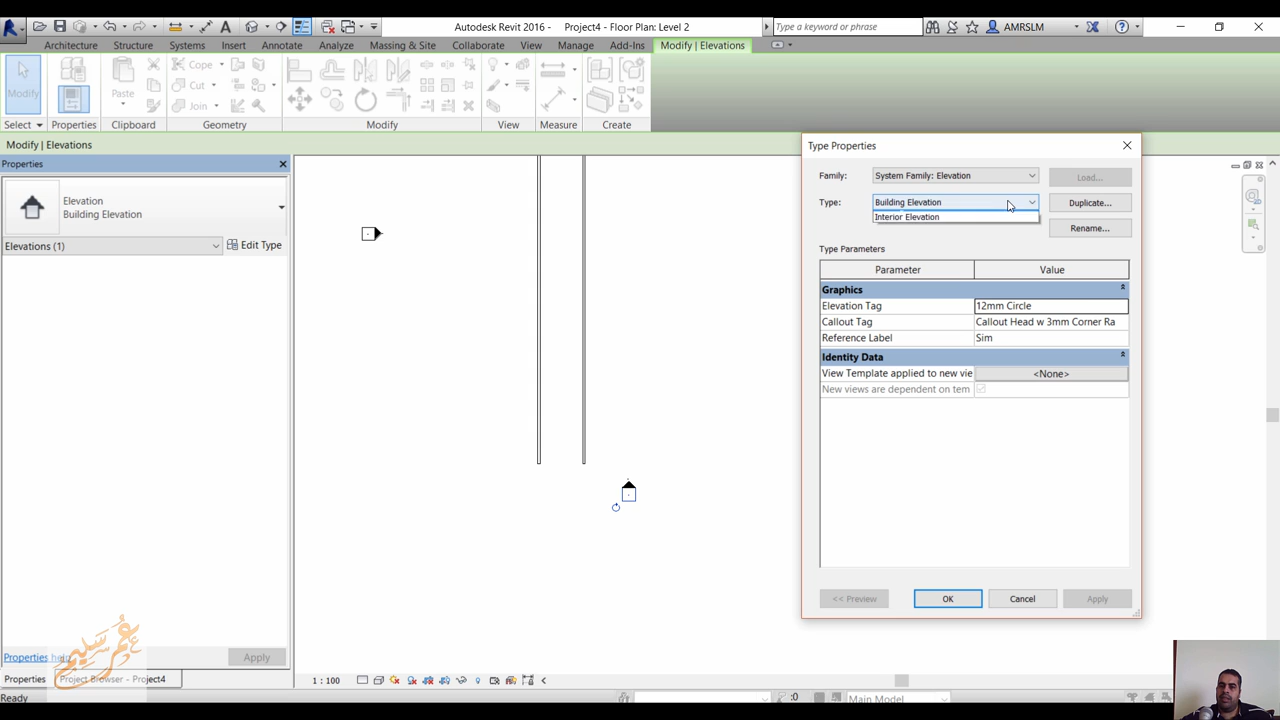 Autodesk Revit 2016 -
Project4 - Floor Plan: Level 2
Type a keyword or phrase
AMRSLM
Architecture
Structure
Systems
Insert
Annotate
Analyze
Massing & Site
Collaborate
View
Manage
Add-Ins
Modify | Elevations
Modify
Paste
Cope
Cut
Join
Select
Properties
Clipboard
Geometry
Modify
View
Measure
Create
Modify | Elevations
Properties
Elevation
Building Elevation
Elevations (1)
Edit Type
Type Properties
Family:
System Family: Elevation
Load...
Type:
Building Elevation
Duplicate...
Interior Elevation
Rename...
Type Parameters
Parameter
Value
Graphics
Elevation Tag
12mm Circle
Callout Tag
Callout Head w 3mm Corner Ra
Reference Label
Sim
Identity Data
View Template applied to new vie
<None>
New views are dependent on tem
<< Preview
OK
Cancel
Apply
عمر سليم
Properties help
Apply
Properties
Project Browser - Project4
1 : 100
Ready
:0
Main Model